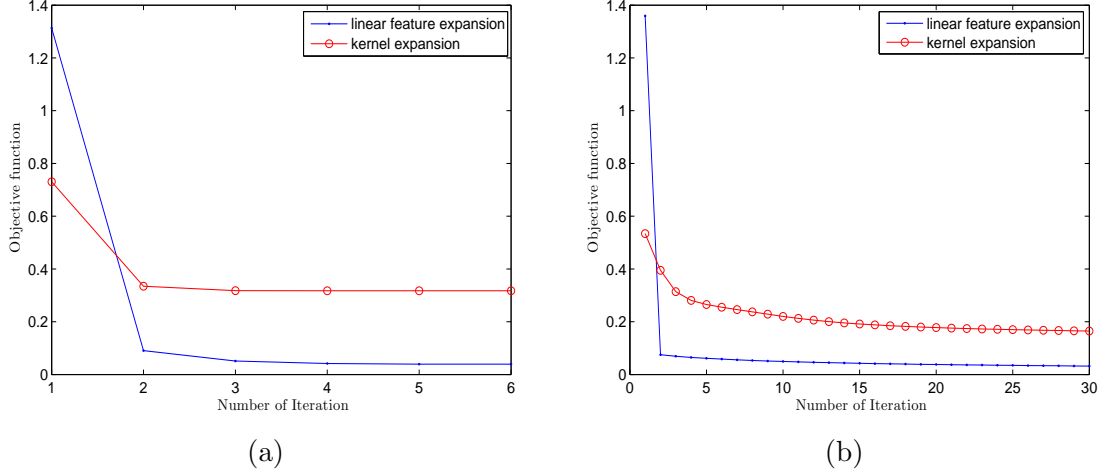 1.4
1.2
1
0.8
0.6
0.4
0.2
0
Objective function
linear feature expansion
kernel expansion
1 2 3 4 5 6
Number of Iteration
(a)
1.4
1.2
1
0.8
0.6
0.4
0.2
0
Objective function
linear feature expansion
kernel expansion
0 5 10 15 20 25 30
Number of Iteration
(b)